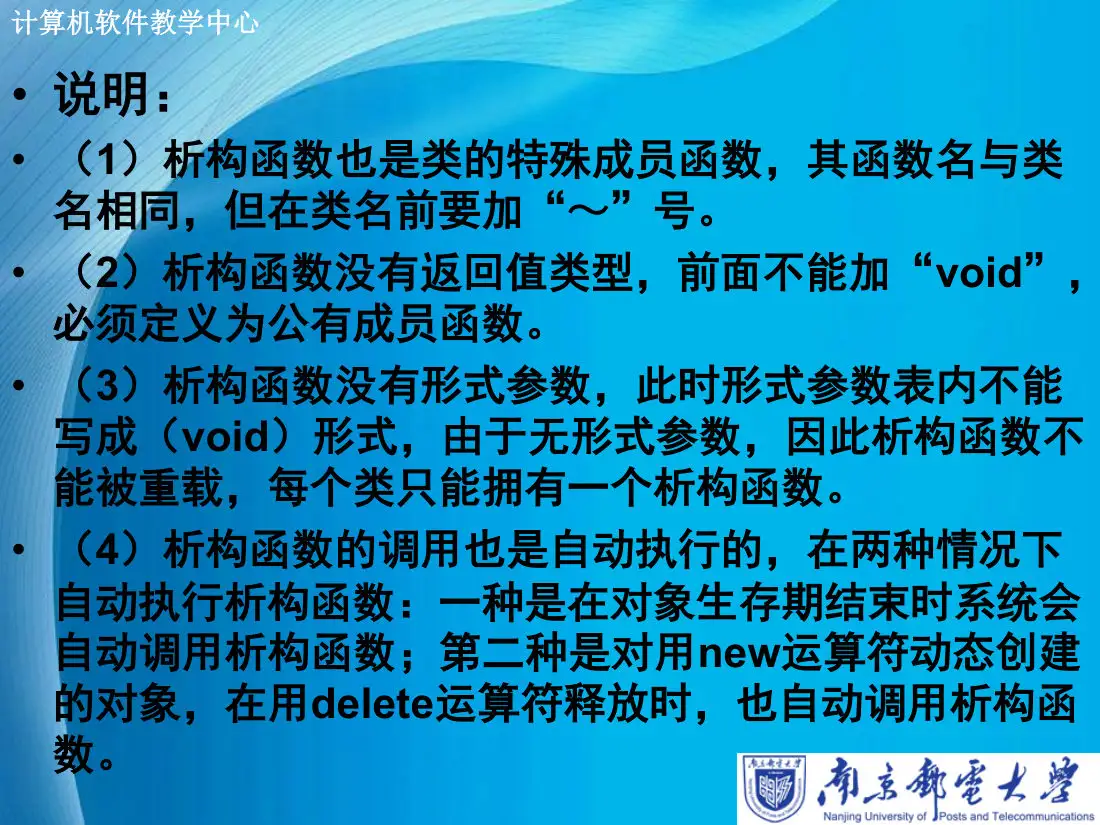 计算机软件教学中心
• 说明：
• （1）析构函数也是类的特殊成员函数，其函数名与类
名相同，但在类名前要加“～”号。
• （2）析构函数没有返回值类型，前面不能加“void”，
必须定义为公有成员函数。
• （3）析构函数没有形式参数，此时形式参数表内不能
写成（void）形式，由于无形式参数，因此析构函数不
能被重载，每个类只能拥有一个析构函数。
• （4）析构函数的调用也是自动执行的，在两种情况下
自动执行析构函数：一种是在对象生存期结束时系统会
自动调用析构函数；第二种是对用new运算符动态创建
的对象，在用delete运算符释放时，也自动调用析构函
数。
南京郵電大學
Nanjing University of Posts and Telecommunications